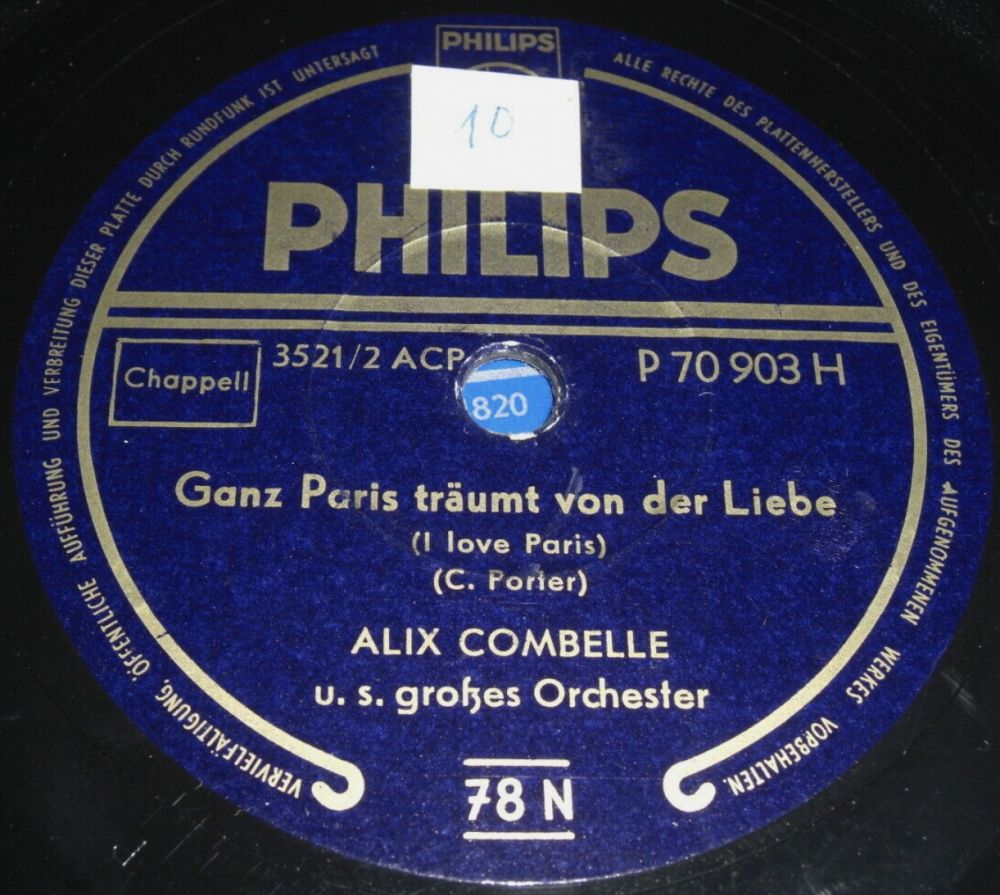 PHILIPS
10
PHILIPS
Chappell
3521/2 ACP
P 70 903 H
820
Ganz Paris träumt von der Liebe
(I love Paris)
(C. Porter)
ALIX COMBELLE
u. s. großes Orchester
78 N
ALLE RECHTE DES PLATTENHERSTELLERS UND DES EIGENTÜMERS DES AUFGENOMMENEN WERKES VORBEHALTEN.
VERVIELFÄLTIGUNG, ÖFFENTLICHE AUFFÜHRUNG UND VERBREITUNG DIESER PLATTE DURCH RUNDFUNK IST UNTERSAGT